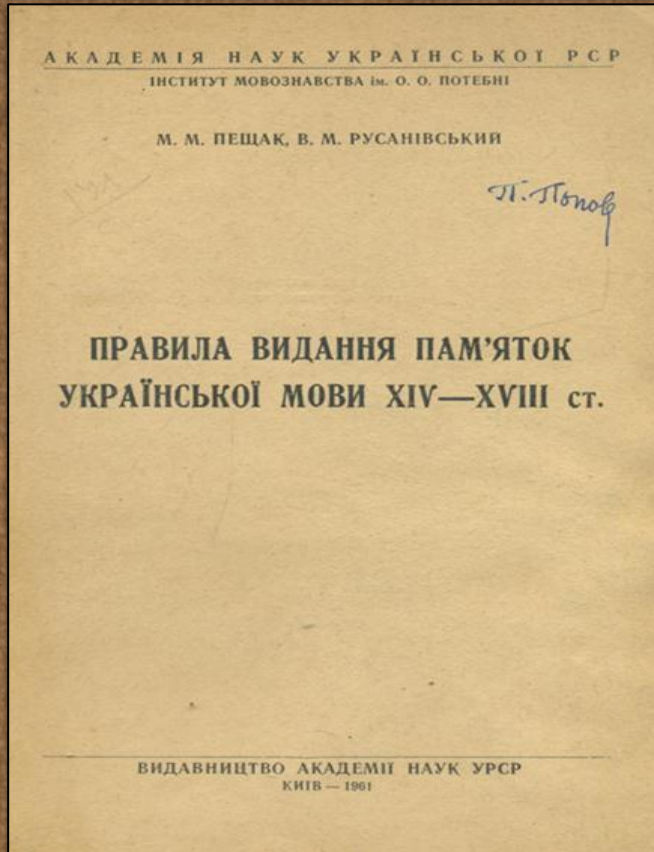 АКАДЕМІЯ НАУК УКРАЇНСЬКОЇ РСР
ІНСТИТУТ МОВОЗНАВСТВА ім. О. О. ПОТЕБНІ
М. М. ПЕЩАК, В. М. РУСАНІВСЬКИЙ
П. Попов
ПРАВИЛА ВИДАННЯ ПАМ'ЯТОК
УКРАЇНСЬКОЇ МОВИ XIV—XVIII ст.
ВИДАВНИЦТВО АКАДЕМІЇ НАУК УРСР
КИЇВ — 1961